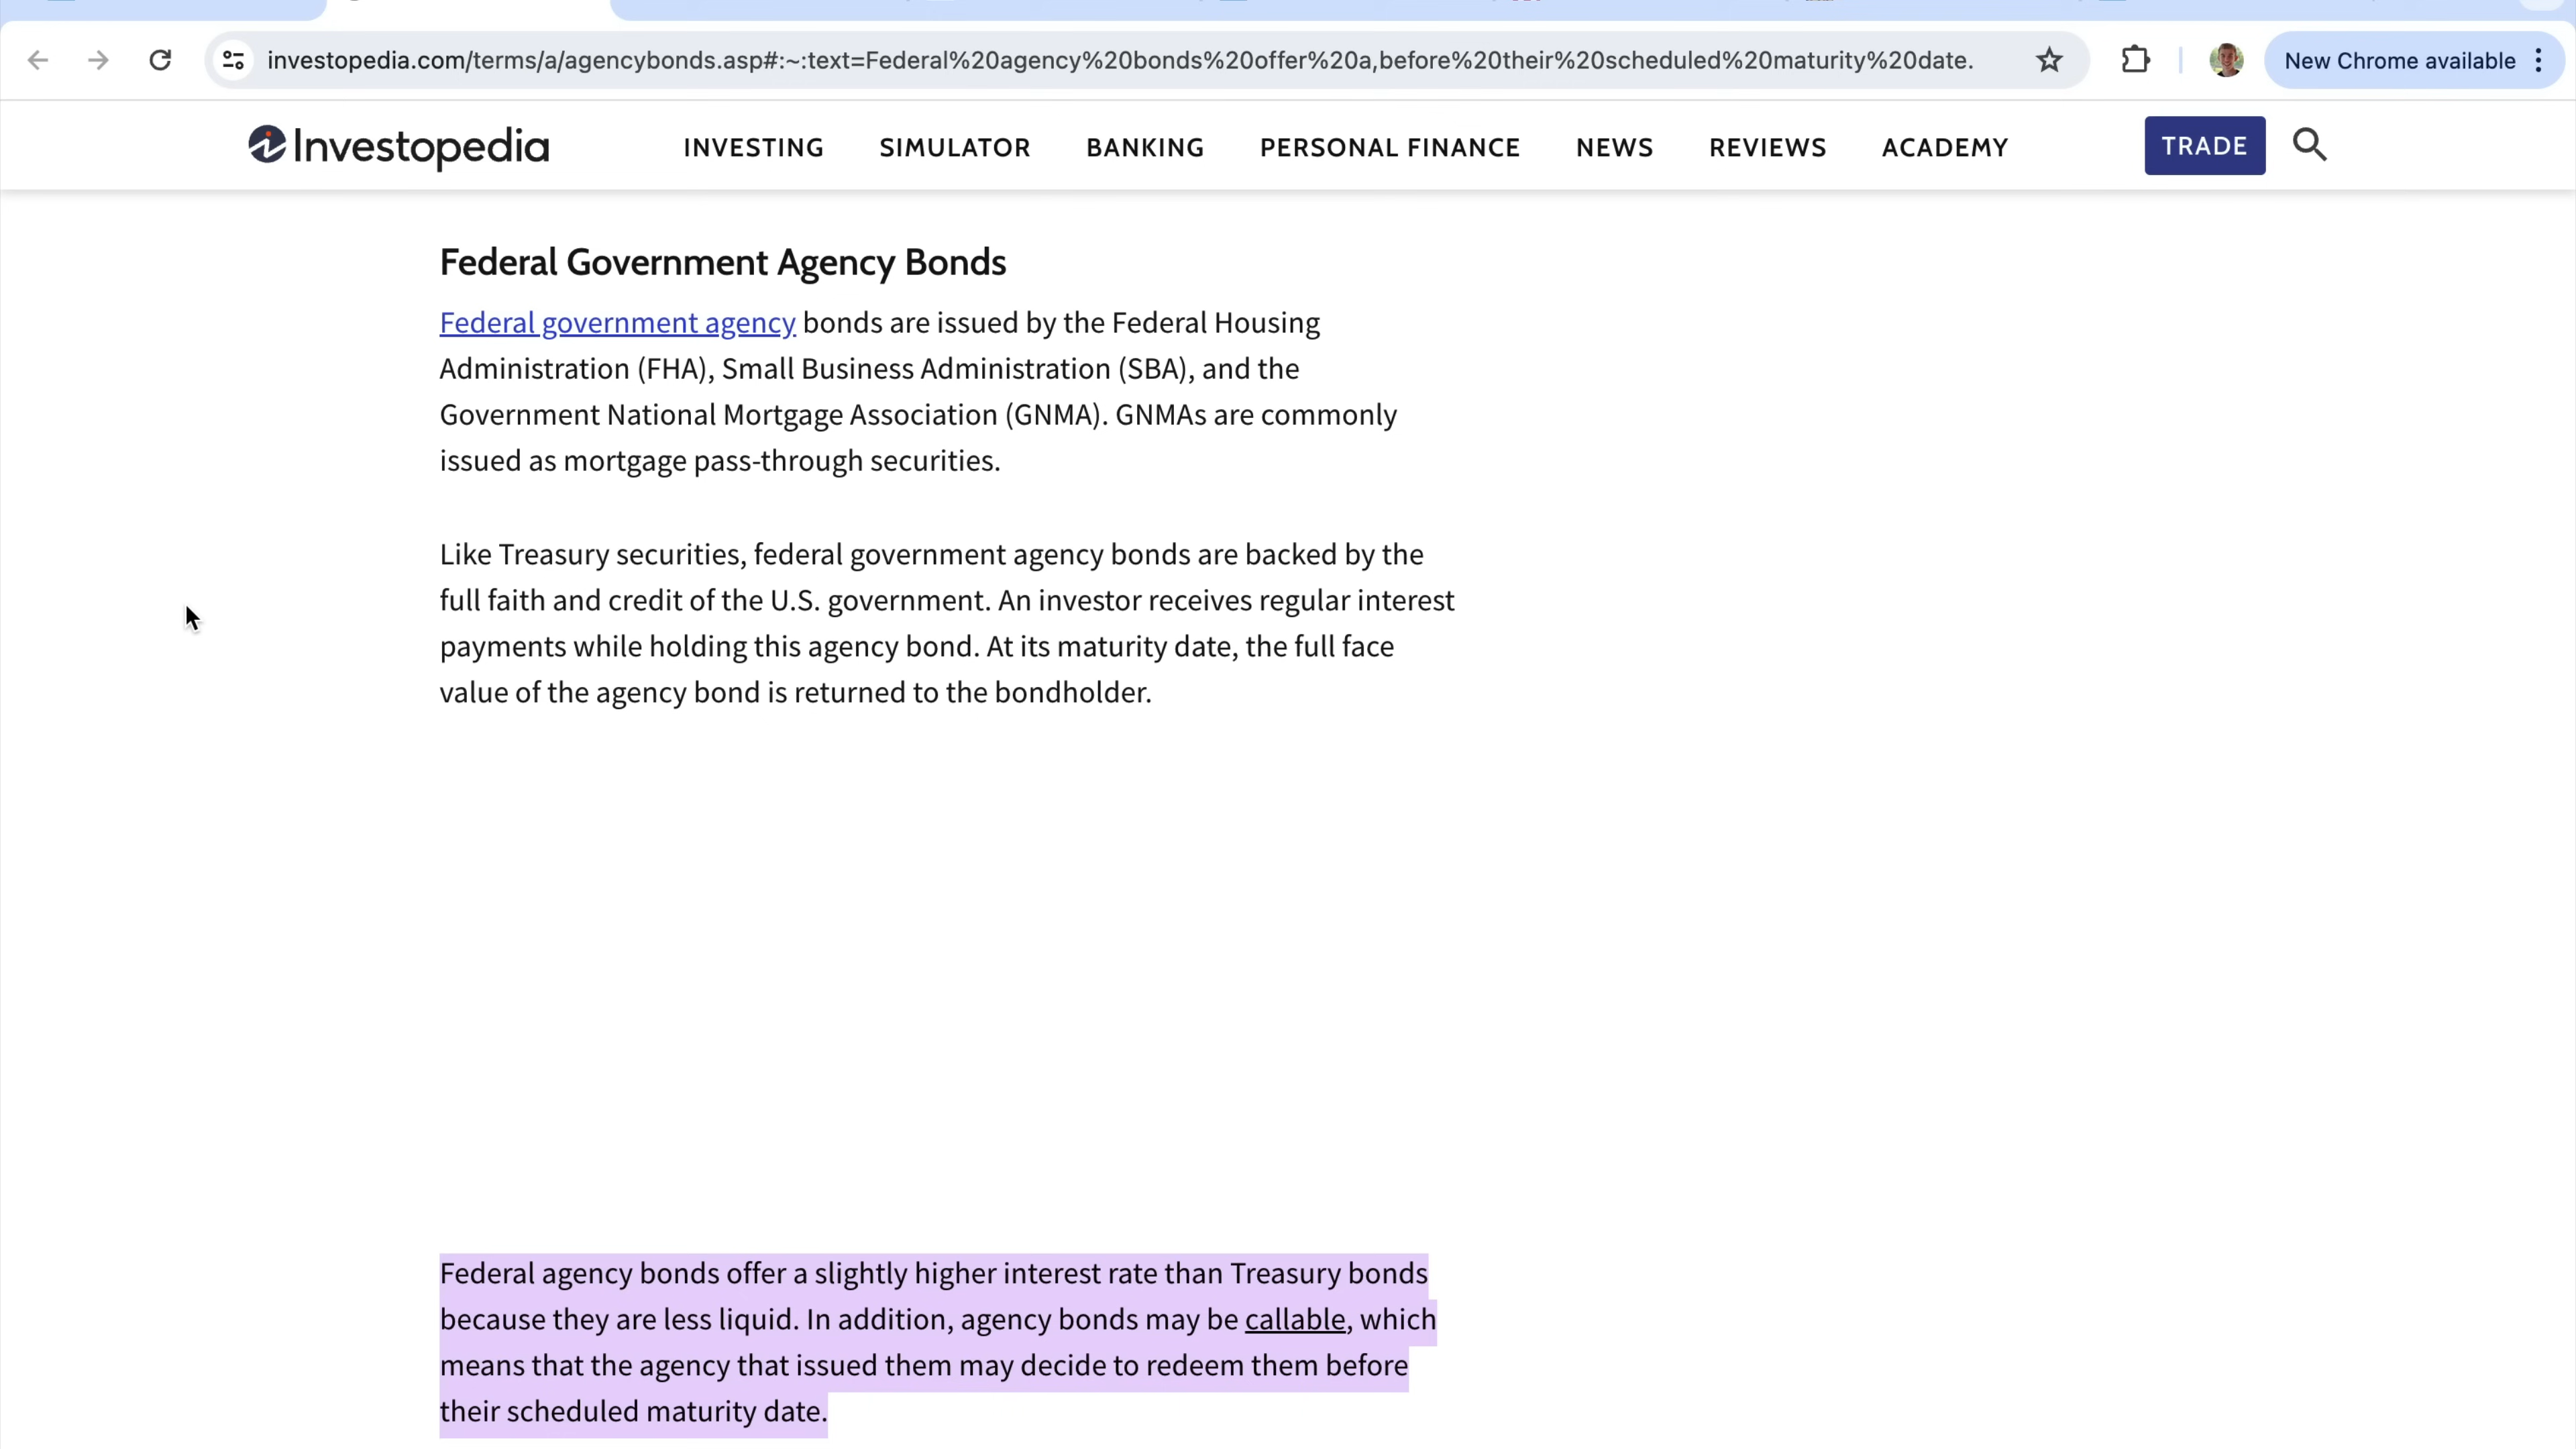 investopedia.com/terms/a/agencybonds.asp#:~:text=Federal%20agency%20bonds%20offer%20a,before%20their%20scheduled%20maturity%20date.
New Chrome available
Investopedia
INVESTING SIMULATOR BANKING PERSONAL FINANCE NEWS REVIEWS ACADEMY
TRADE
Federal Government Agency Bonds
Federal government agency bonds are issued by the Federal Housing
Administration (FHA), Small Business Administration (SBA), and the
Government National Mortgage Association (GNMA). GNMAs are commonly
issued as mortgage pass-through securities.
Like Treasury securities, federal government agency bonds are backed by the
full faith and credit of the U.S. government. An investor receives regular interest
payments while holding this agency bond. At its maturity date, the full face
value of the agency bond is returned to the bondholder.
Federal agency bonds offer a slightly higher interest rate than Treasury bonds
because they are less liquid. In addition, agency bonds may be callable, which
means that the agency that issued them may decide to redeem them before
their scheduled maturity date.